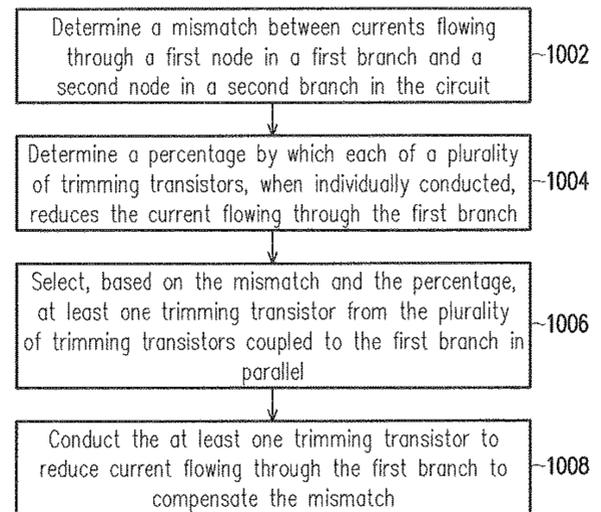 Determine a mismatch between currents flowing
through a first node in a first branch and a
second node in a second branch in the circuit
1002
Determine a percentage by which each of a plurality
of trimming transistors, when individually conducted,
reduces the current flowing through the first branch
1004
Select, based on the mismatch and the percentage,
at least one trimming transistor from the plurality
of trimming transistors coupled to the first branch in
parallel
1006
Conduct the at least one trimming transistor to
reduce current flowing through the first branch to
compensate the mismatch
1008